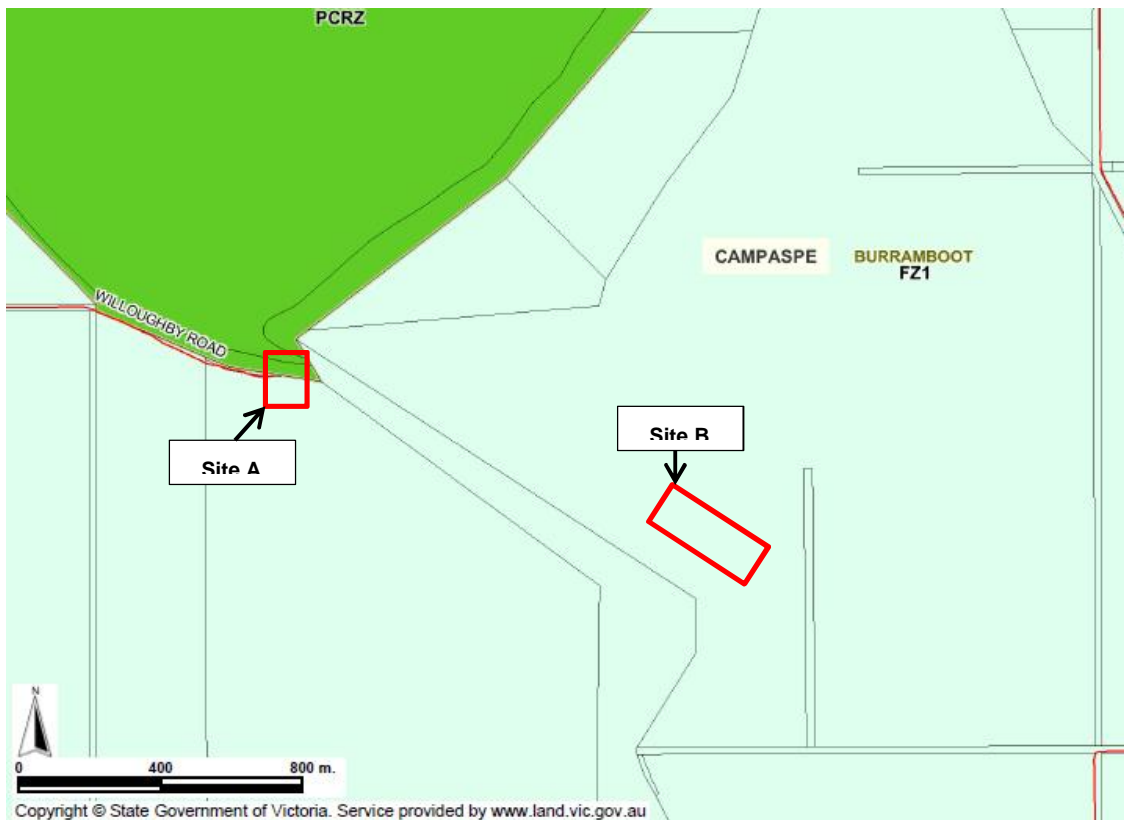 PCRZ
CAMPASPE
BURRAMBOOT
FZ1
WILLOUGHBY ROAD
Site B
Site A
N
0 400 800 m.
Copyright © State Government of Victoria. Service provided by www.land.vic.gov.au